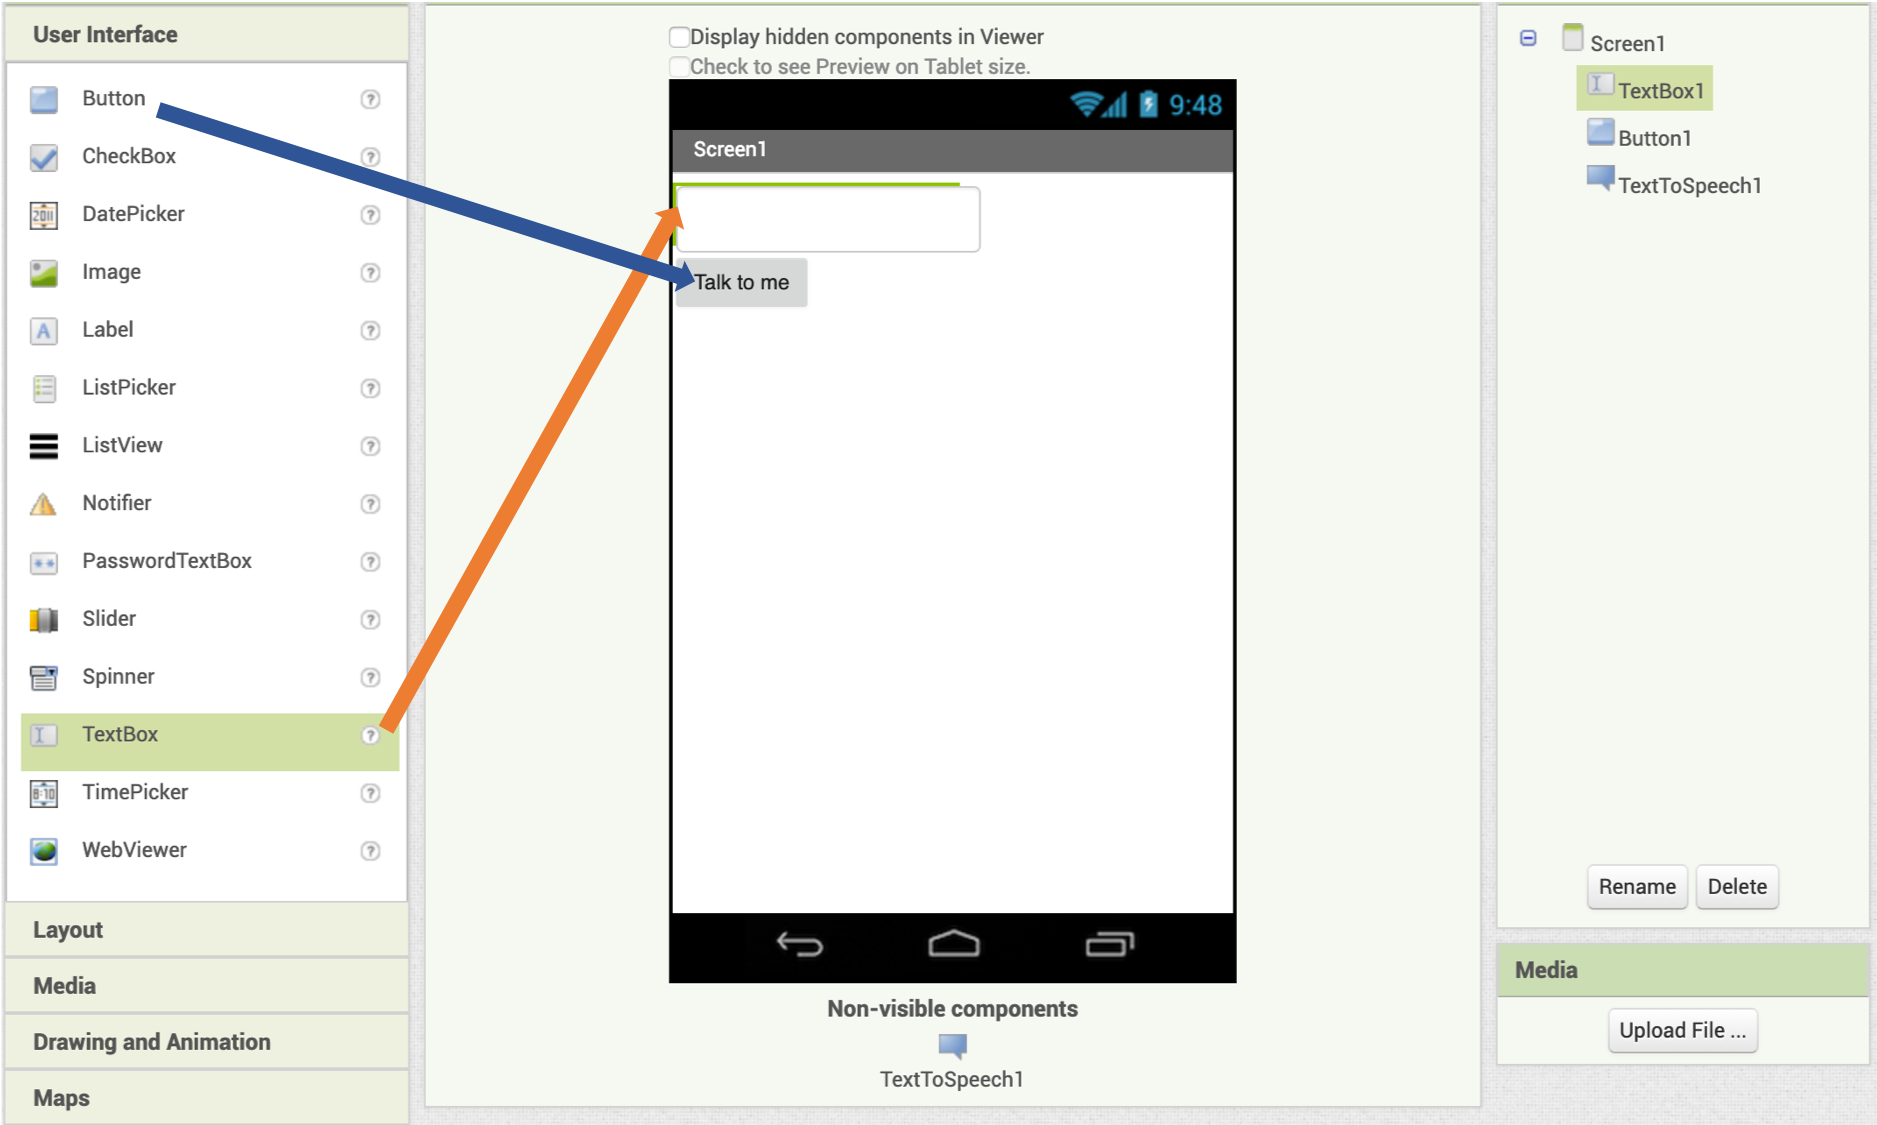 User Interface
Button
CheckBox
DatePicker
Image
Label
ListPicker
ListView
Notifier
PasswordTextBox
Slider
Spinner
TextBox
TimePicker
WebViewer
Layout
Media
Drawing and Animation
Maps
Display hidden components in Viewer
Check to see Preview on Tablet size.
9:48
Screen1
Talk to me
Non-visible components
TextToSpeech1
Screen1
TextBox1
Button1
TextToSpeech1
Rename Delete
Media
Upload File ...